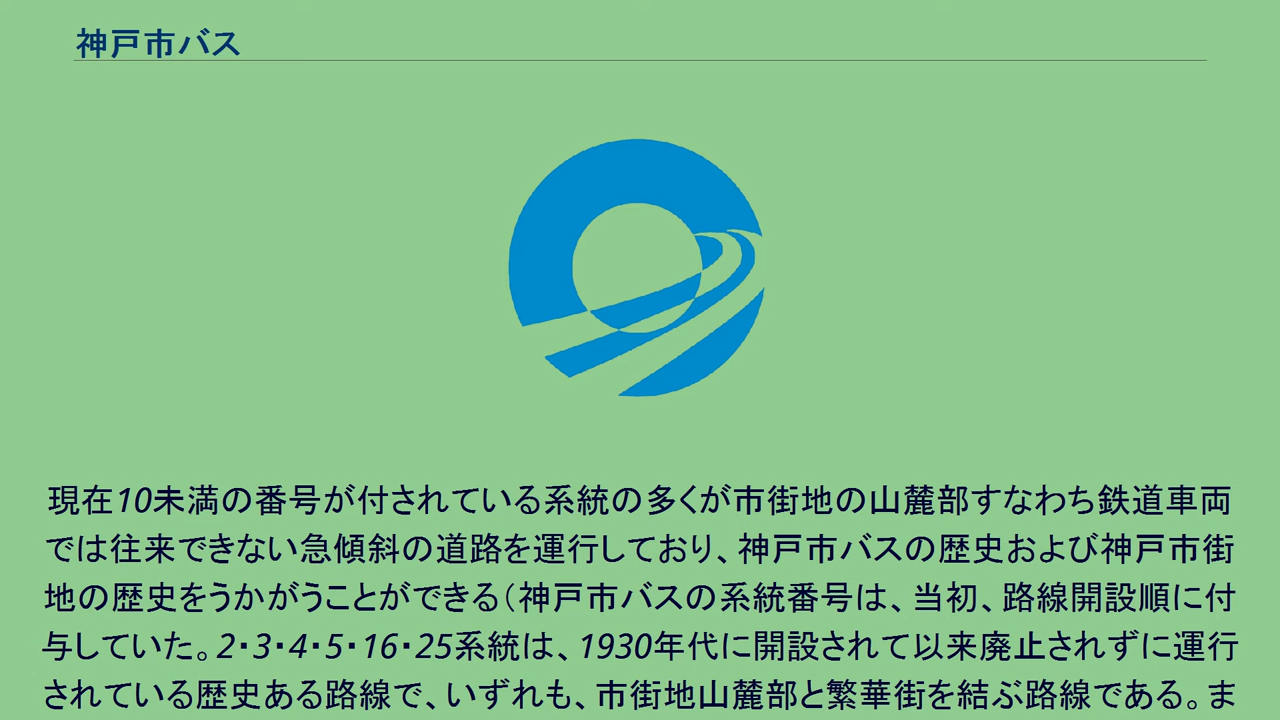 神戸市バス
現在10未満の番号が付されている系統の多くが市街地の山麓部すなわち鉄道車両
では往来できない急傾斜の道路を運行しており、神戸市バスの歴史および神戸市街
地の歴史をうかがうことができる(神戸市バスの系統番号は、当初、路線開設順に付
与していた。2・3・4・5・16・25系統は、1930年代に開設されて以来廃止されずに運行
されている歴史ある路線で、いずれも、市街地山麓部と繁華街を結ぶ路線である。ま